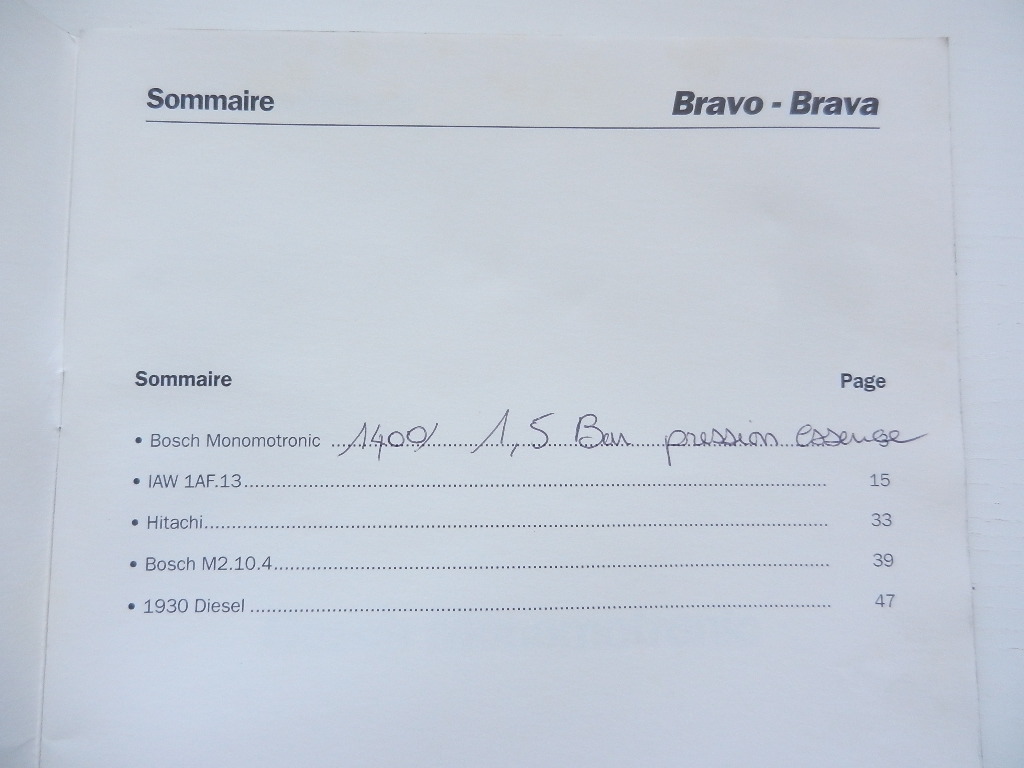 Sommaire Bravo - Brava
Sommaire Page
• Bosch Monomotronic ...1400/...... 1,5 Bar pression essence
• IAW 1AF.13 15
• Hitachi 33
• Bosch M2.10.4 39
• 1930 Diesel 47